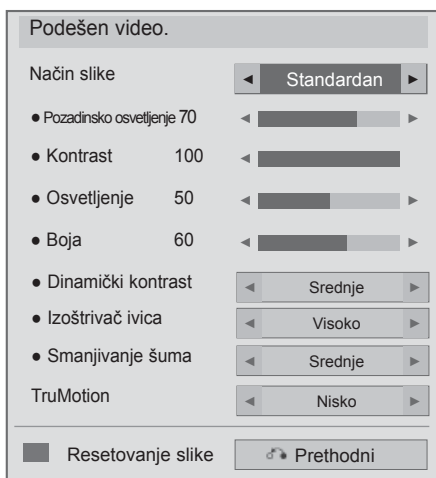 Podešen video.
Način slike ◄ Standardan ►
● Pozadinsko osvetljenje 70 ◄ ►
● Kontrast 100 ◄
● Osvetljenje 50 ◄ ►
● Boja 60 ◄ ►
● Dinamički kontrast ◄ Srednje ►
● Izoštrivač ivica ◄ Visoko ►
● Smanjivanje šuma ◄ Srednje ►
TruMotion ◄ Nisko ►
Resetovanje slike Prethodni